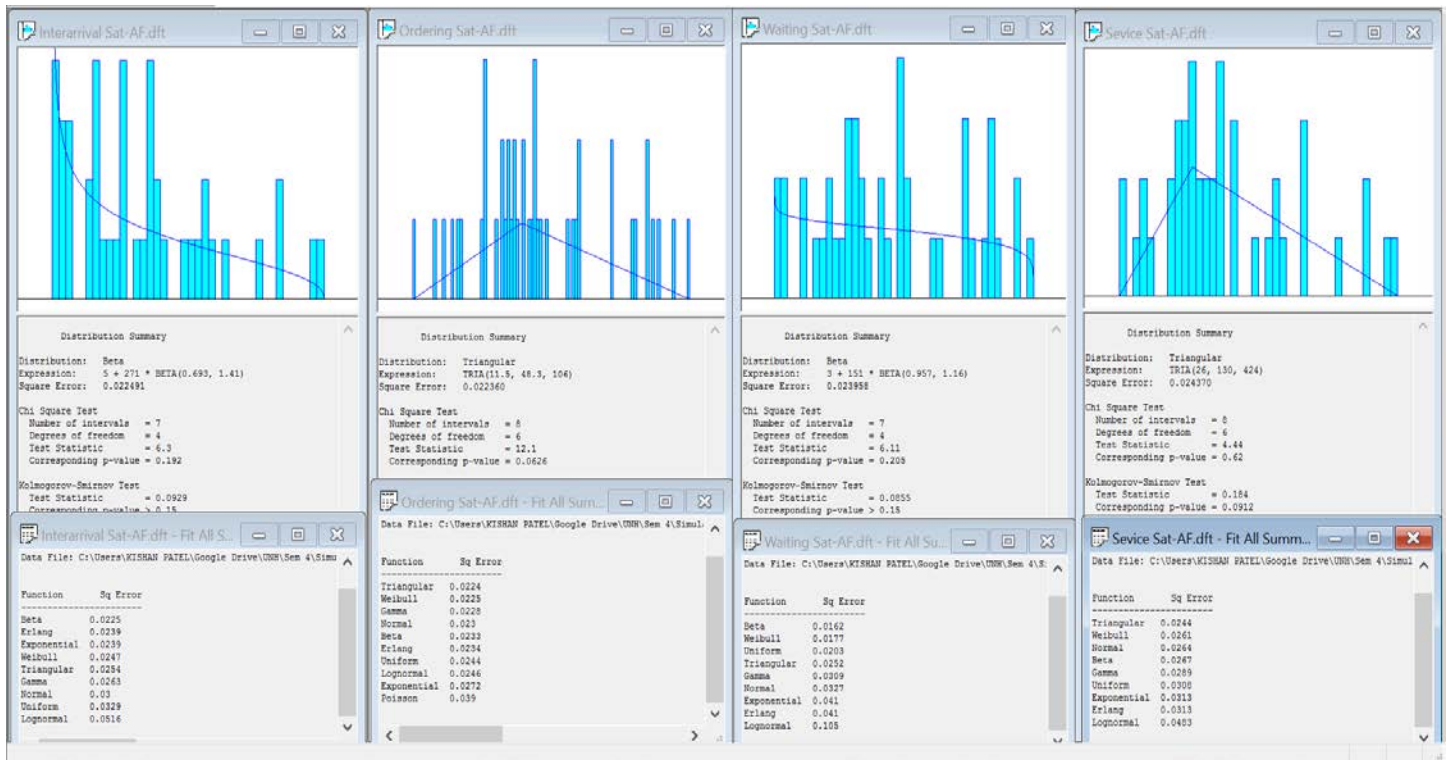 Interarrival Sat-AF.dft
Distribution Summary
Distribution: Beta
Expression: 5 + 271 * BETA(0.693, 1.41)
Square Error: 0.022491
Chi Square Test
Number of intervals = 7
Degrees of freedom = 4
Test Statistic = 6.3
Corresponding p-value = 0.192
Kolmogorov-Smirnov Test
Test Statistic = 0.0929
Corresponding p-value > 0.15
Interarrival Sat-AF.dft - Fit All S...
Data File: C:\Users\KISHAN PATEL\Google Drive\UNH\Sem 4\Simu
Function Sq Error
Beta 0.0225
Erlang 0.0239
Exponential 0.0239
Weibull 0.0247
Triangular 0.0254
Gamma 0.0263
Normal 0.03
Uniform 0.0329
Lognormal 0.0516
Ordering Sat-AF.dft
Distribution Summary
Distribution: Triangular
Expression: TRIA(11.5, 48.3, 106)
Square Error: 0.022360
Chi Square Test
Number of intervals = 8
Degrees of freedom = 6
Test Statistic = 12.1
Corresponding p-value = 0.0626
Ordering Sat-AF.dft - Fit All Sum...
Data File: C:\Users\KISHAN PATEL\Google Drive\UNH\Sem 4\Simul
Function Sq Error
Triangular 0.0224
Weibull 0.0225
Gamma 0.0228
Normal 0.023
Beta 0.0233
Erlang 0.0234
Uniform 0.0244
Lognormal 0.0246
Exponential 0.0272
Poisson 0.039
Waiting Sat-AF.dft
Distribution Summary
Distribution: Beta
Expression: 3 + 151 * BETA(0.957, 1.16)
Square Error: 0.023958
Chi Square Test
Number of intervals = 7
Degrees of freedom = 4
Test Statistic = 6.11
Corresponding p-value = 0.205
Kolmogorov-Smirnov Test
Test Statistic = 0.0855
Corresponding p-value > 0.15
Waiting Sat-AF.dft - Fit All Su...
Data File: C:\Users\KISHAN PATEL\Google Drive\UNH\Sem 4\S
Function Sq Error
Beta 0.0162
Weibull 0.0177
Uniform 0.0203
Triangular 0.0252
Gamma 0.0309
Normal 0.0327
Exponential 0.041
Erlang 0.041
Lognormal 0.105
Sevice Sat-AF.dft
Distribution Summary
Distribution: Triangular
Expression: TRIA(26, 130, 424)
Square Error: 0.024370
Chi Square Test
Number of intervals = 8
Degrees of freedom = 6
Test Statistic = 4.44
Corresponding p-value = 0.62
Kolmogorov-Smirnov Test
Test Statistic = 0.184
Corresponding p-value = 0.0912
Sevice Sat-AF.dft - Fit All Summ...
Data File: C:\Users\KISHAN PATEL\Google Drive\UNH\Sem 4\Simul
Function Sq Error
Triangular 0.0244
Weibull 0.0261
Normal 0.0264
Beta 0.0267
Gamma 0.0289
Uniform 0.0308
Exponential 0.0313
Erlang 0.0313
Lognormal 0.0483